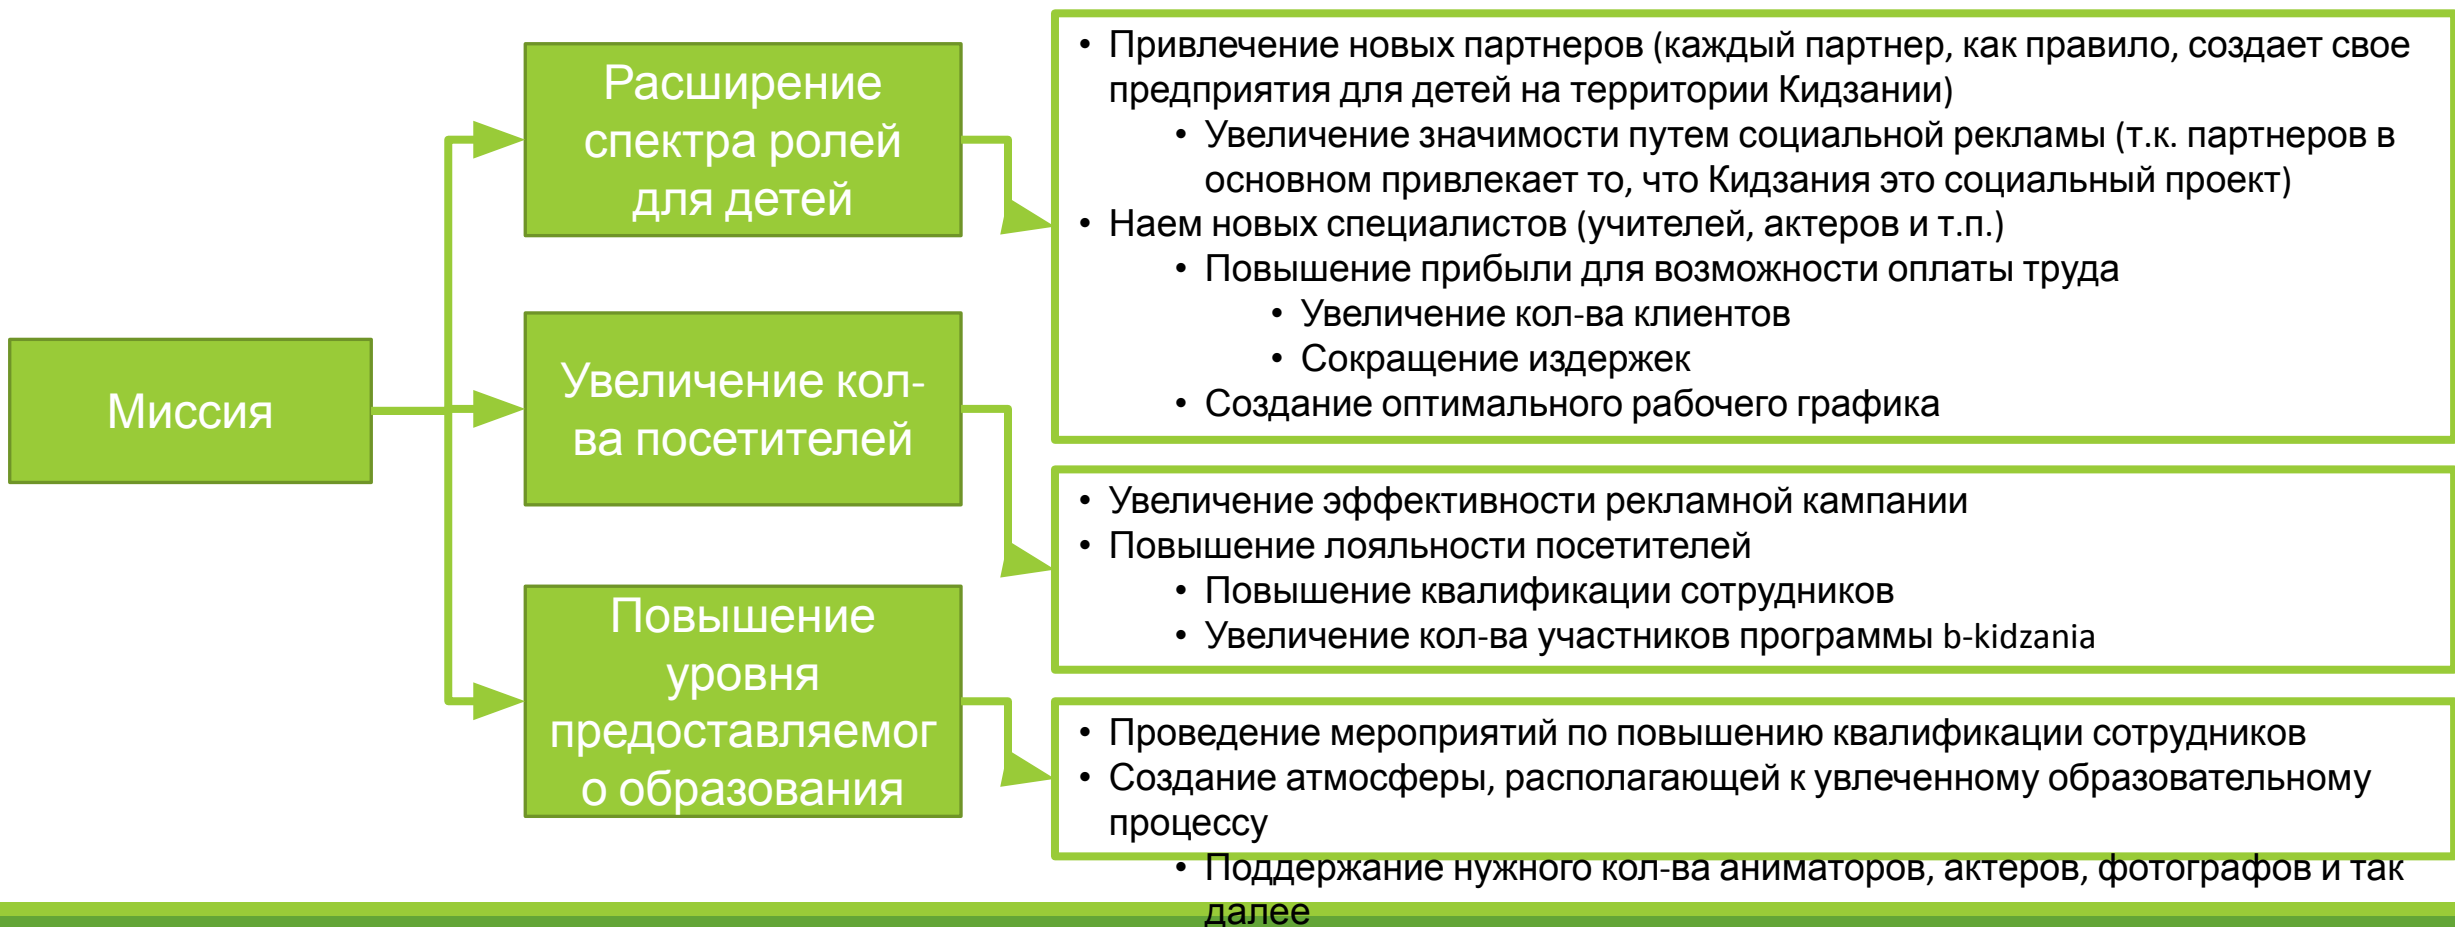 Миссия
Расширение
спектра ролей
для детей
Увеличение кол-
ва посетителей
Повышение
уровня
предоставляемог
о образования
• Привлечение новых партнеров (каждый партнер, как правило, создает свое
предприятия для детей на территории Кидзании)
• Увеличение значимости путем социальной рекламы (т.к. партнеров в
основном привлекает то, что Кидзания это социальный проект)
• Наем новых специалистов (учителей, актеров и т.п.)
• Повышение прибыли для возможности оплаты труда
• Увеличение кол-ва клиентов
• Сокращение издержек
• Создание оптимального рабочего графика
• Увеличение эффективности рекламной кампании
• Повышение лояльности посетителей
• Повышение квалификации сотрудников
• Увеличение кол-ва участников программы b-kidzania
• Проведение мероприятий по повышению квалификации сотрудников
• Создание атмосферы, располагающей к увлеченному образовательному
процессу
• Поддержание нужного кол-ва аниматоров, актеров, фотографов и так
далее